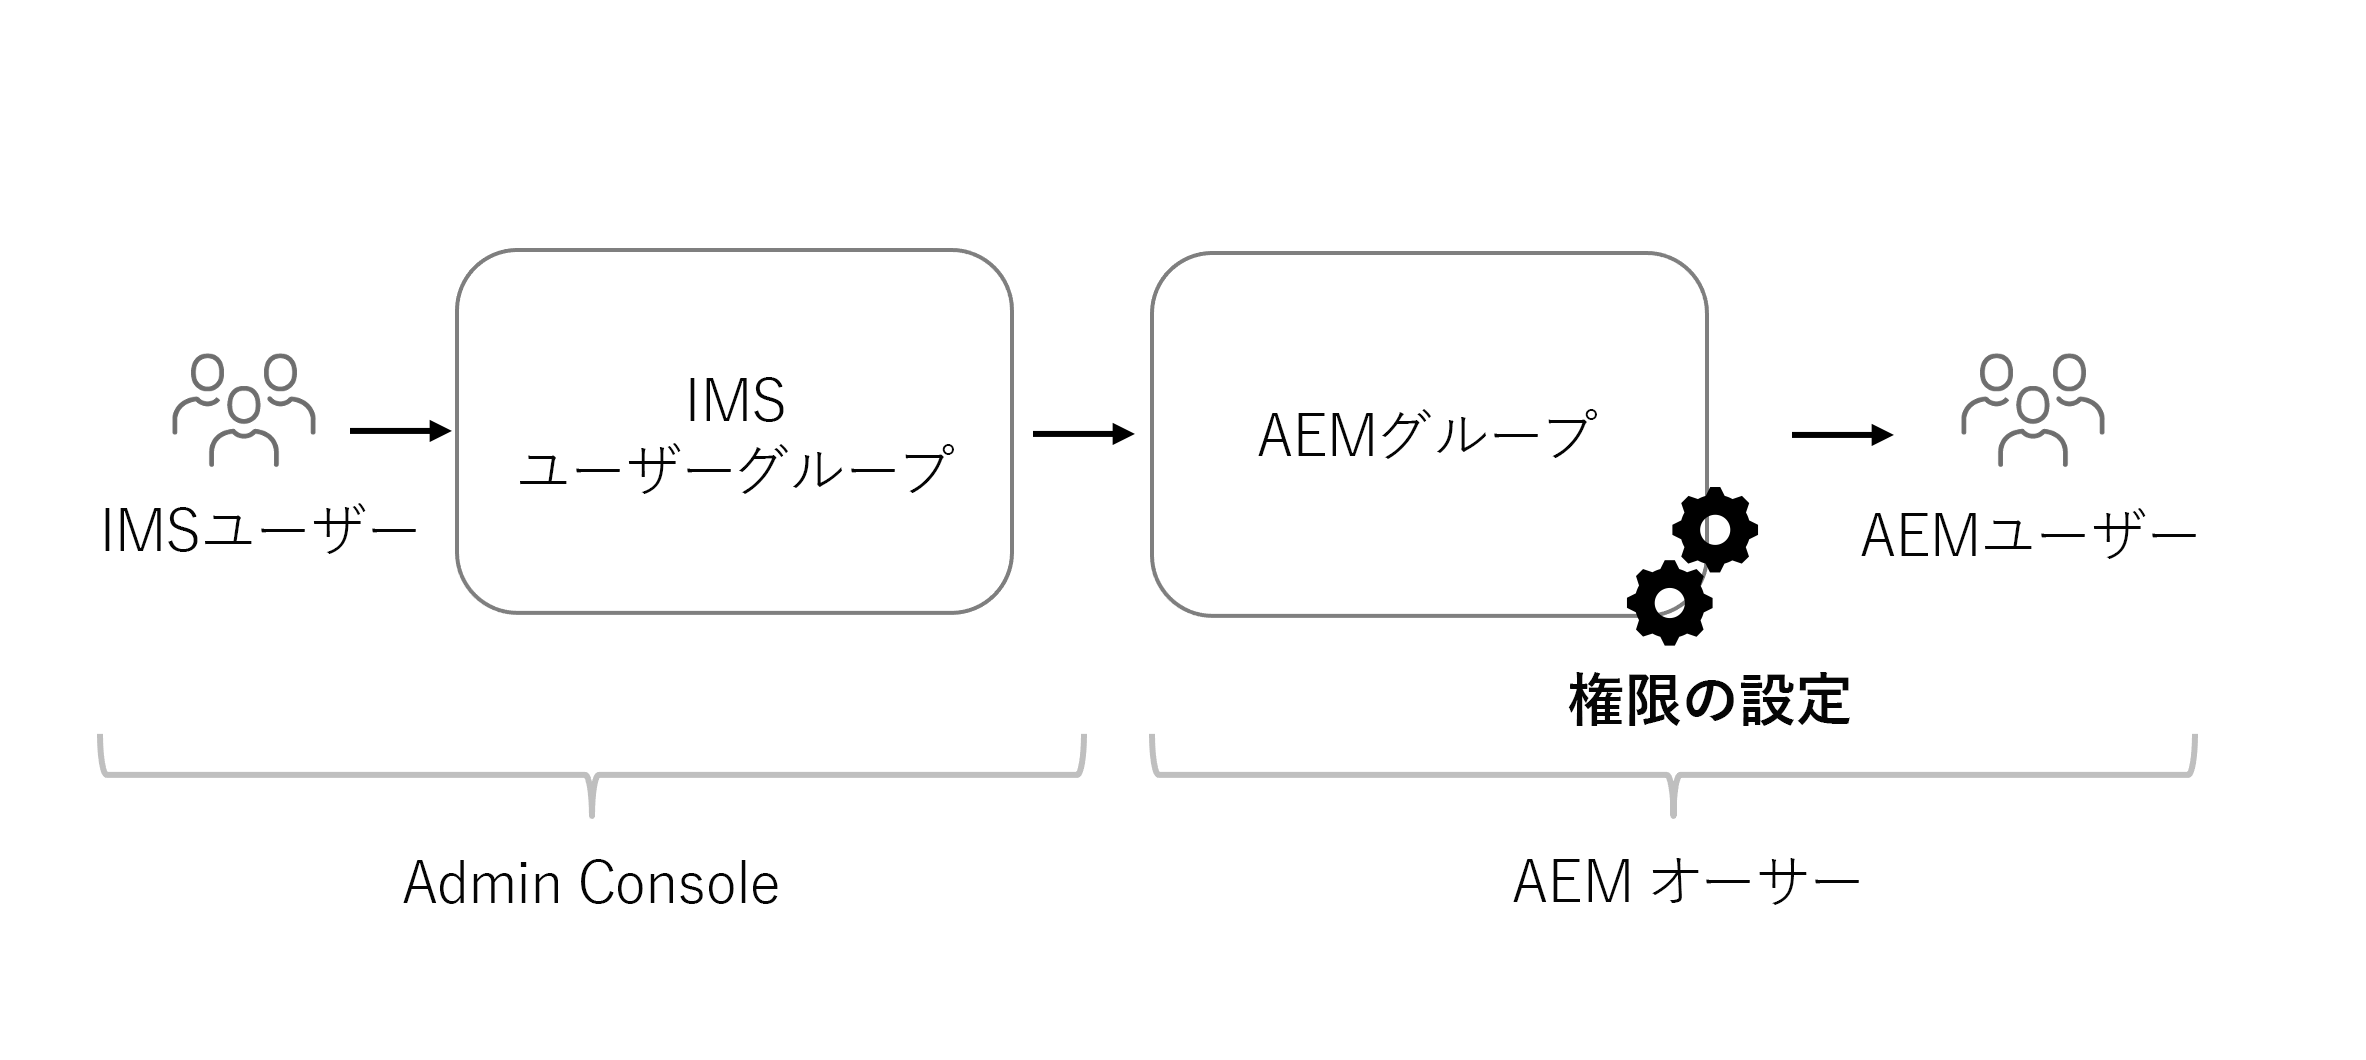 IMSユーザー
IMS
ユーザーグループ
AEMグループ
権限の設定
AEMユーザー
Admin Console
AEM オーサー